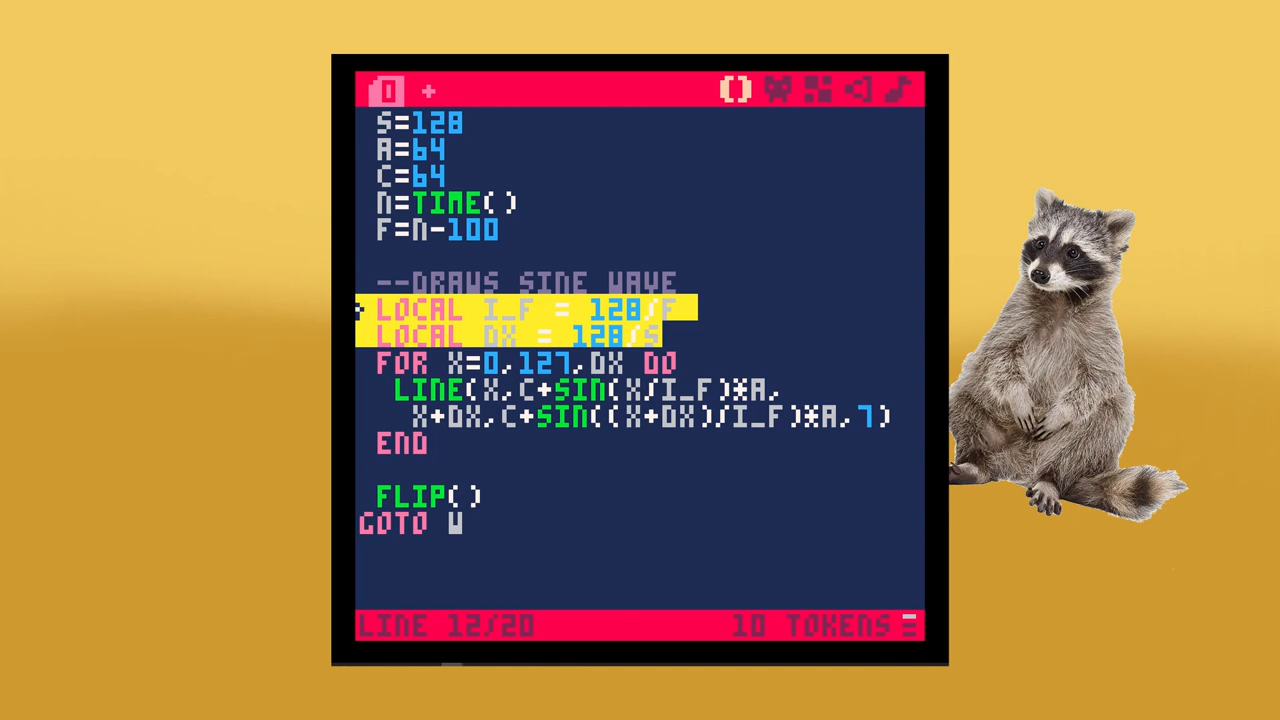 0 +
S=128
A=64
C=64
N=TIME()
F=N-100
--DRAWS SINE WAVE
LOCAL I_F = 128/F
LOCAL DX = 128/S
FOR X=0,127,DX DO
LINE(X,C+SIN(X/I_F)*A,
X+DX,C+SIN((X+DX)/I_F)*A,7)
END
FLIP()
GOTO W
LINE 12/20 10 TOKENS